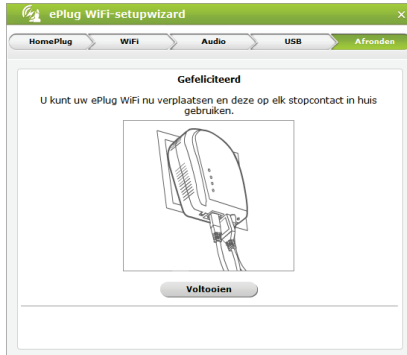 ePlug WiFi-setupwizard
HomePlug WiFi Audio USB Afronden
Gefeliciteerd
U kunt uw ePlug WiFi nu verplaatsen en deze op elk stopcontact in huis
gebruiken.
Voltooien